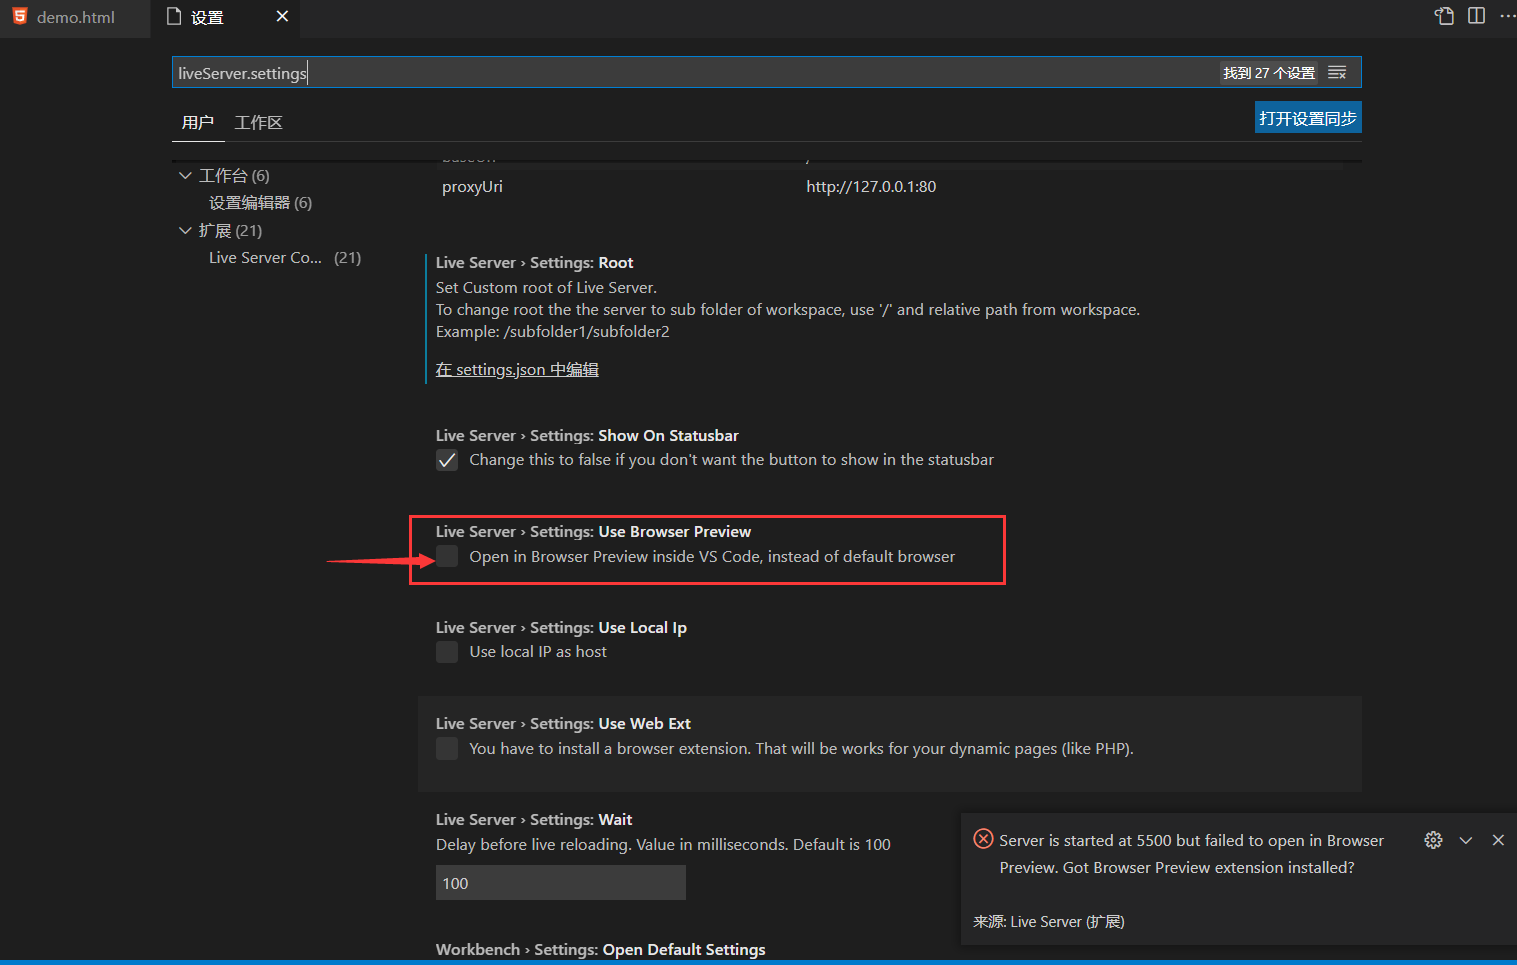 demo.html
设置
liveServer.settings
找到 27 个设置
用户
工作区
打开设置同步
工作台 (6)
设置编辑器 (6)
扩展 (21)
Live Server Co... (21)
baseUri /
proxyUri http://127.0.0.1:80
Live Server › Settings: Root
Set Custom root of Live Server.
To change root the the server to sub folder of workspace, use '/' and relative path from workspace.
Example: /subfolder1/subfolder2
在 settings.json 中编辑
Live Server › Settings: Show On Statusbar
Change this to false if you don't want the button to show in the statusbar
Live Server › Settings: Use Browser Preview
Open in Browser Preview inside VS Code, instead of default browser
Live Server › Settings: Use Local Ip
Use local IP as host
Live Server › Settings: Use Web Ext
You have to install a browser extension. That will be works for your dynamic pages (like PHP).
Live Server › Settings: Wait
Delay before live reloading. Value in milliseconds. Default is 100
100
Workbench › Settings: Open Default Settings
Server is started at 5500 but failed to open in Browser
Preview. Got Browser Preview extension installed?
来源: Live Server (扩展)